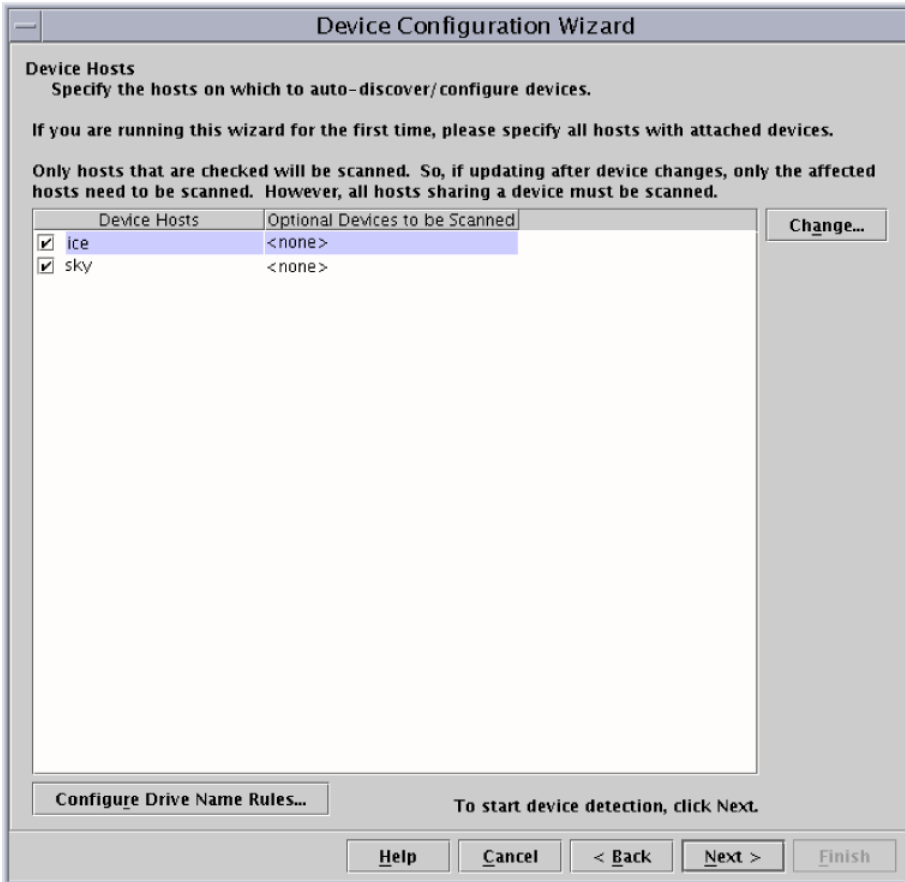 Device Configuration Wizard
Device Hosts
Specify the hosts on which to auto-discover/configure devices.
If you are running this wizard for the first time, please specify all hosts with attached devices.
Only hosts that are checked will be scanned. So, if updating after device changes, only the affected
hosts need to be scanned. However, all hosts sharing a device must be scanned.
Device Hosts Optional Devices to be Scanned
Change...
ice <none>
sky <none>
Configure Drive Name Rules...
To start device detection, click Next.
Help Cancel < Back Next > Finish